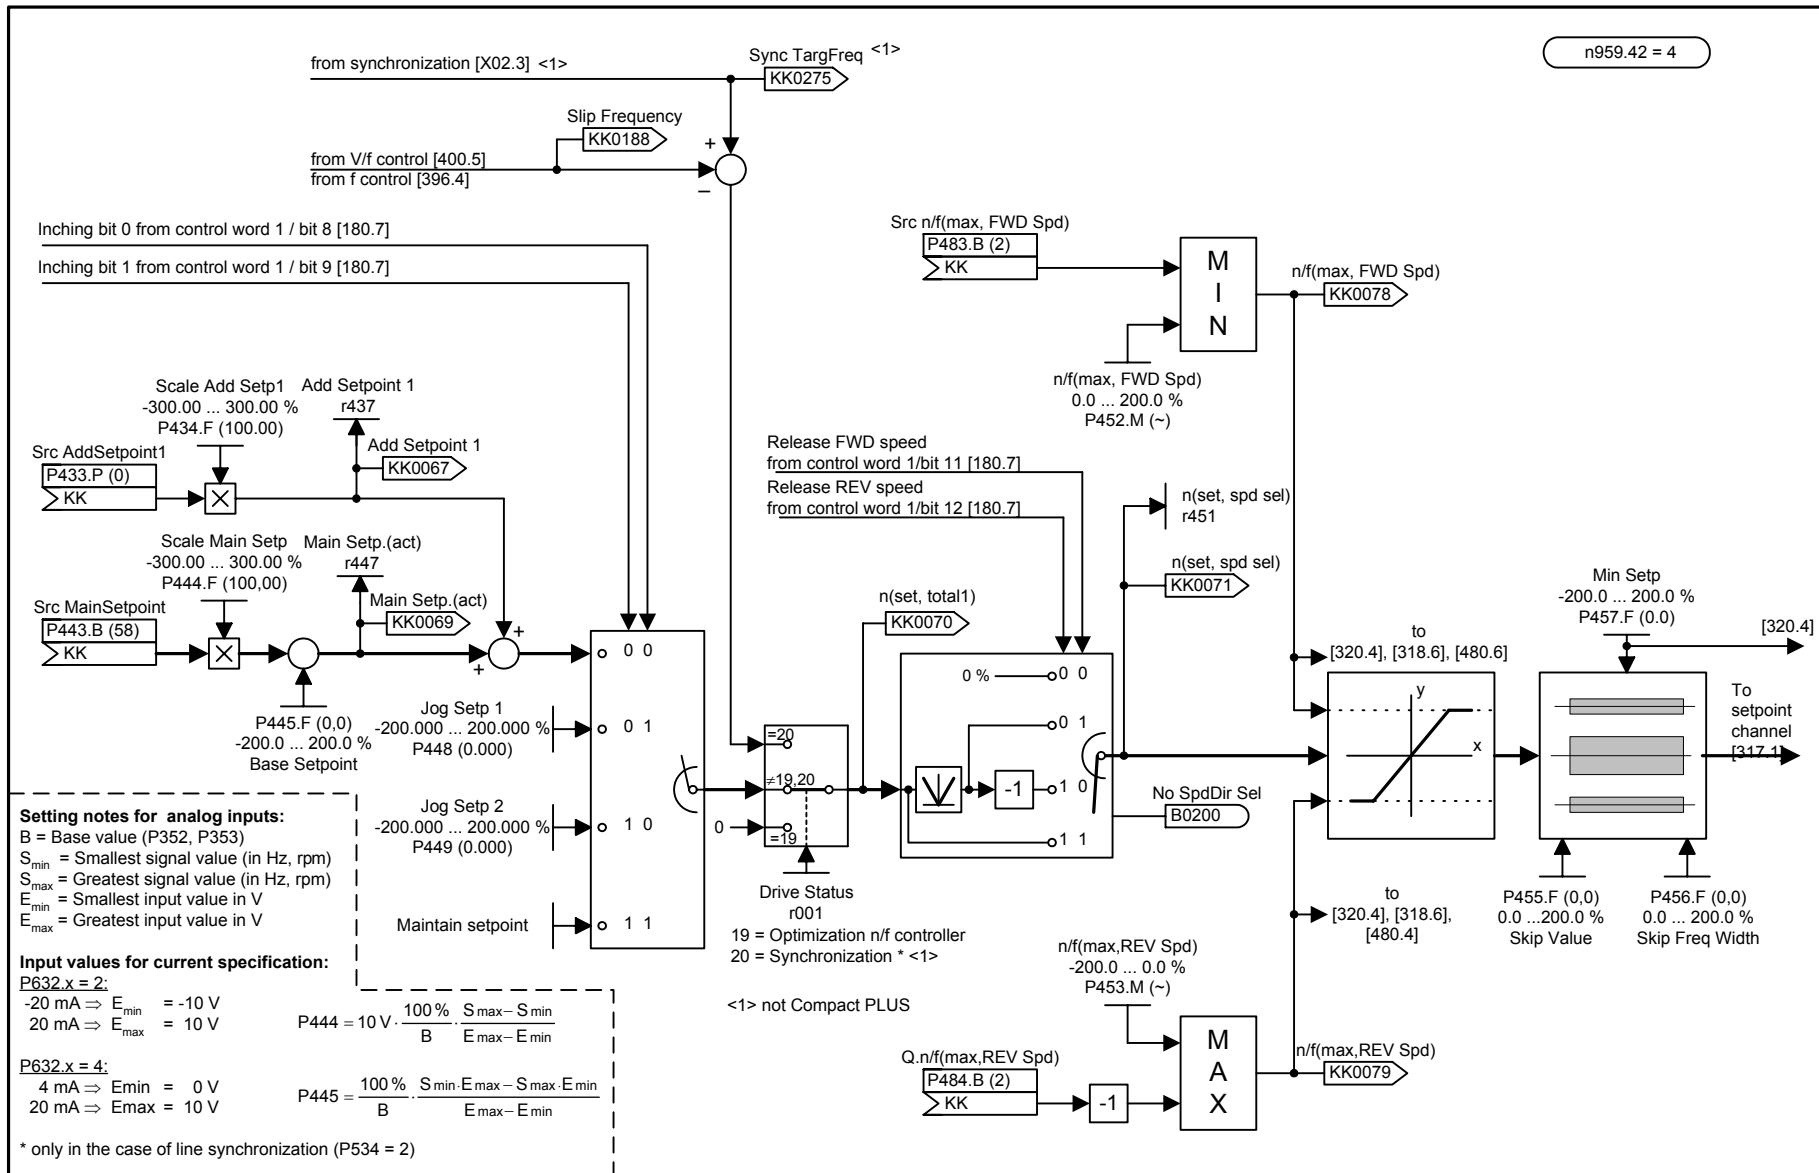 n959.42 = 4
from synchronization [X02.3] <1>
Sync TargFreq <1>
KK0275
Slip Frequency
KK0188
+
from V/f control [400.5]
from f control [396.4]
–
Inching bit 0 from control word 1 / bit 8 [180.7]
Inching bit 1 from control word 1 / bit 9 [180.7]
Src n/f(max, FWD Spd)
P483.B (2)
KK
M
I
N
n/f(max, FWD Spd)
KK0078
n/f(max, FWD Spd)
0.0 ... 200.0 %
P452.M (~)
Scale Add Setp1
-300.00 ... 300.00 %
P434.F (100.00)
Add Setpoint 1
r437
Add Setpoint 1
KK0067
Src AddSetpoint1
P433.P (0)
KK
Scale Main Setp
-300.00 ... 300.00 %
P444.F (100,00)
Main Setp.(act)
r447
Main Setp.(act)
KK0069
Src MainSetpoint
P443.B (58)
KK
+
+
P445.F (0,0)
-200.0 ... 200.0 %
Base Setpoint
0 0
Jog Setp 1
-200.000 ... 200.000 %
P448 (0.000)
0 1
Jog Setp 2
-200.000 ... 200.000 %
P449 (0.000)
1 0
Maintain setpoint
1 1
=20
≠19,20
0
=19
Drive Status
r001
19 = Optimization n/f controller
20 = Synchronization * <1>
<1> not Compact PLUS
n(set, total1)
KK0070
Release FWD speed
from control word 1/bit 11 [180.7]
Release REV speed
from control word 1/bit 12 [180.7]
0 %
0 0
0 1
-1
1 0
1 1
n(set, spd sel)
r451
n(set, spd sel)
KK0071
No SpdDir Sel
B0200
to
[320.4], [318.6], [480.6]
y
x
to
[320.4], [318.6],
[480.4]
Min Setp
-200.0 ... 200.0 %
P457.F (0.0)
[320.4]
To
setpoint
channel
[317.1]
P455.F (0,0)
0.0 ...200.0 %
Skip Value
P456.F (0,0)
0.0 ... 200.0 %
Skip Freq Width
n/f(max,REV Spd)
-200.0 ... 0.0 %
P453.M (~)
Q.n/f(max,REV Spd)
P484.B (2)
KK
-1
M
A
X
n/f(max,REV Spd)
KK0079
Setting notes for analog inputs:
B = Base value (P352, P353)
Smin = Smallest signal value (in Hz, rpm)
Smax = Greatest signal value (in Hz, rpm)
Emin = Smallest input value in V
Emax = Greatest input value in V
Input values for current specification:
P632.x = 2:
-20 mA ⇒ Emin = -10 V
20 mA ⇒ Emax = 10 V
P632.x = 4:
4 mA ⇒ Emin = 0 V
20 mA ⇒ Emax = 10 V
P444 = 10 V · 100 % / B · Smax – Smin / Emax – Emin
P445 = 100 % / B · Smin·Emax – Smax·Emin / Emax – Emin
* only in the case of line synchronization (P534 = 2)